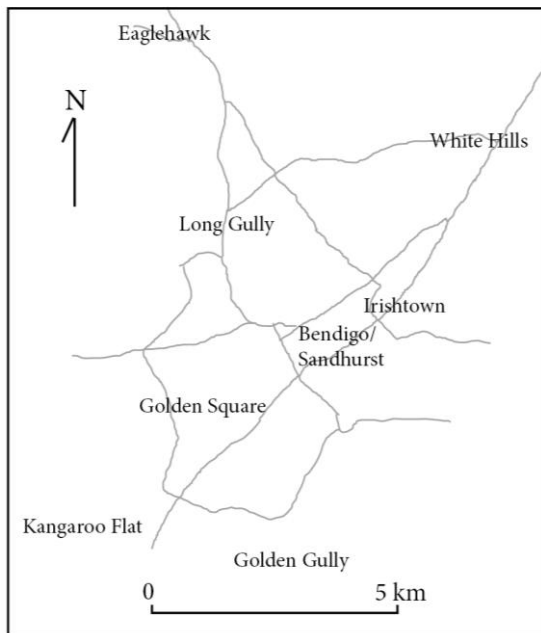 Eaglehawk
N
White Hills
Long Gully
Irishtown
Bendigo/
Sandhurst
Golden Square
Kangaroo Flat
Golden Gully
0 5 km